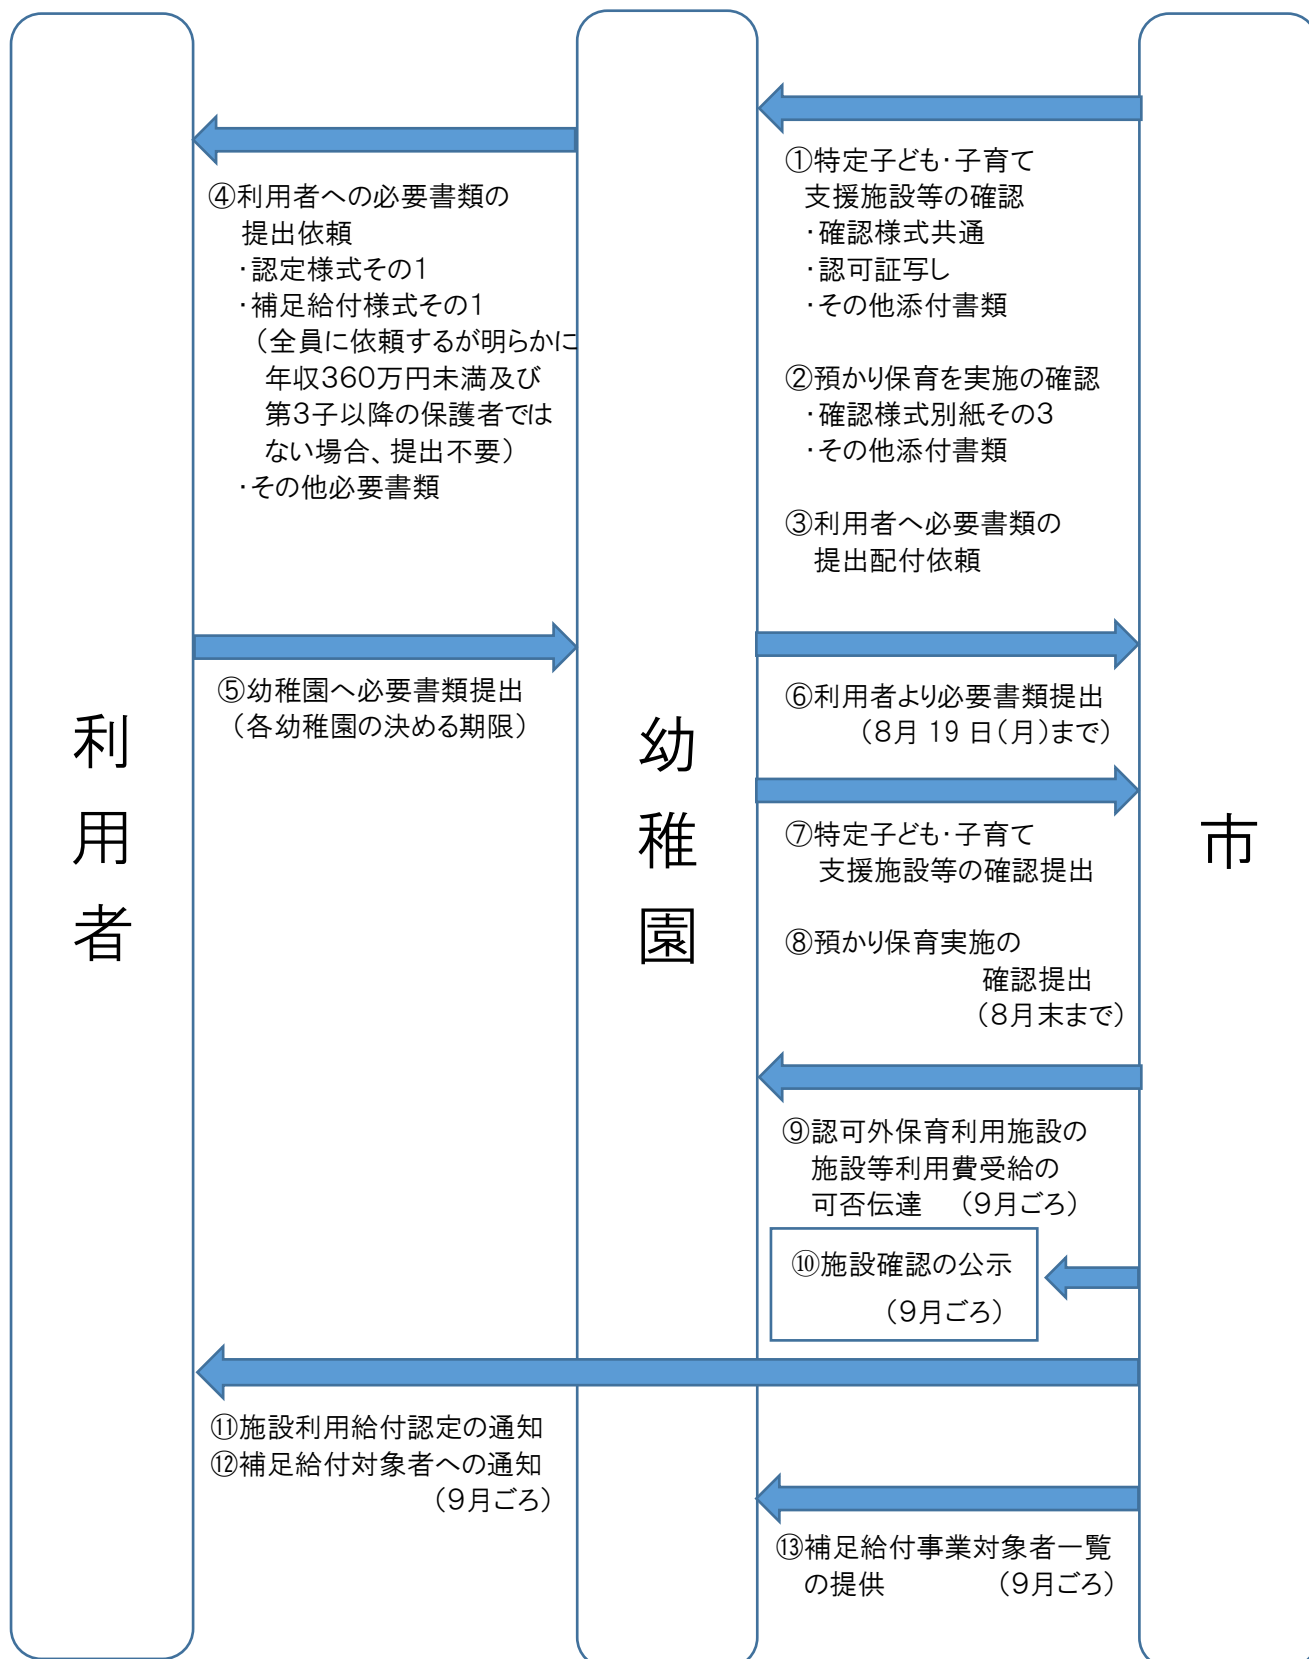 ①特定子ども・子育て
支援施設等の確認
・確認様式共通
・認可証写し
・その他添付書類
②預かり保育を実施の確認
・確認様式別紙その3
・その他添付書類
③利用者へ必要書類の
提出配付依頼
④利用者への必要書類の
提出依頼
・認定様式その1
・補足給付様式その1
(全員に依頼するが明らかに
年収360万円未満及び
第3子以降の保護者では
ない場合、提出不要)
・その他必要書類
⑤幼稚園へ必要書類提出
(各幼稚園の決める期限)
⑥利用者より必要書類提出
(8月 19 日(月)まで)
⑦特定子ども・子育て
支援施設等の確認提出
⑧預かり保育実施の
確認提出
(8月末まで)
⑨認可外保育利用施設の
施設等利用費受給の
可否伝達 (9月ごろ)
⑩施設確認の公示
(9月ごろ)
⑪施設利用給付認定の通知
⑫補足給付対象者への通知
(9月ごろ)
⑬補足給付事業対象者一覧
の提供 (9月ごろ)
利用者
幼稚園
市